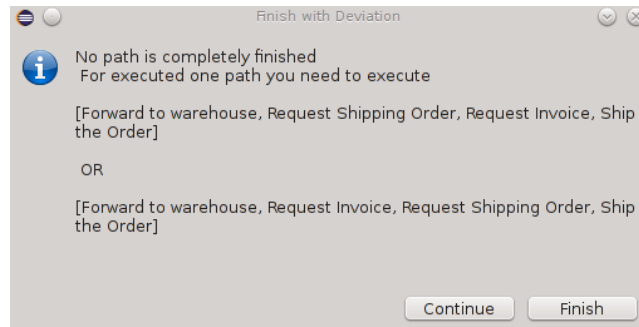 Finish with Deviation
No path is completely finished
For executed one path you need to execute
[Forward to warehouse, Request Shipping Order, Request Invoice, Ship
the Order]
OR
[Forward to warehouse, Request Invoice, Request Shipping Order, Ship
the Order]
Continue
Finish